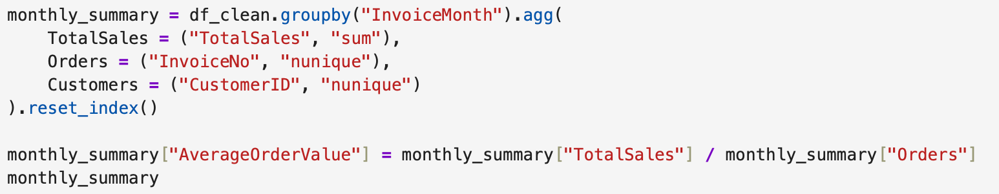 monthly_summary = df_clean.groupby("InvoiceMonth").agg(
    TotalSales = ("TotalSales", "sum"),
    Orders = ("InvoiceNo", "nunique"),
    Customers = ("CustomerID", "nunique")
).reset_index()

monthly_summary["AverageOrderValue"] = monthly_summary["TotalSales"] / monthly_summary["Orders"]
monthly_summary